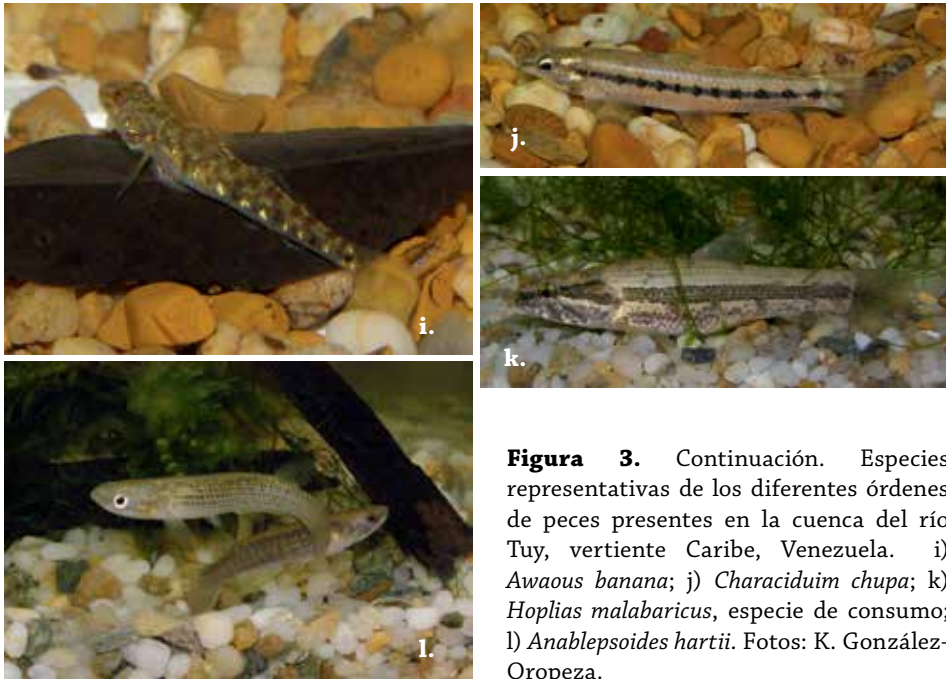 i.
j.
k.
l.
Figura 3. Continuación. Especies
representativas de los diferentes órdenes
de peces presentes en la cuenca del río
Tuy, vertiente Caribe, Venezuela. i)
Awaous banana; j) Characiduim chupa; k)
Hoplias malabaricus, especie de consumo;
l) Anablepsoides hartii. Fotos: K. González-
Oropeza.